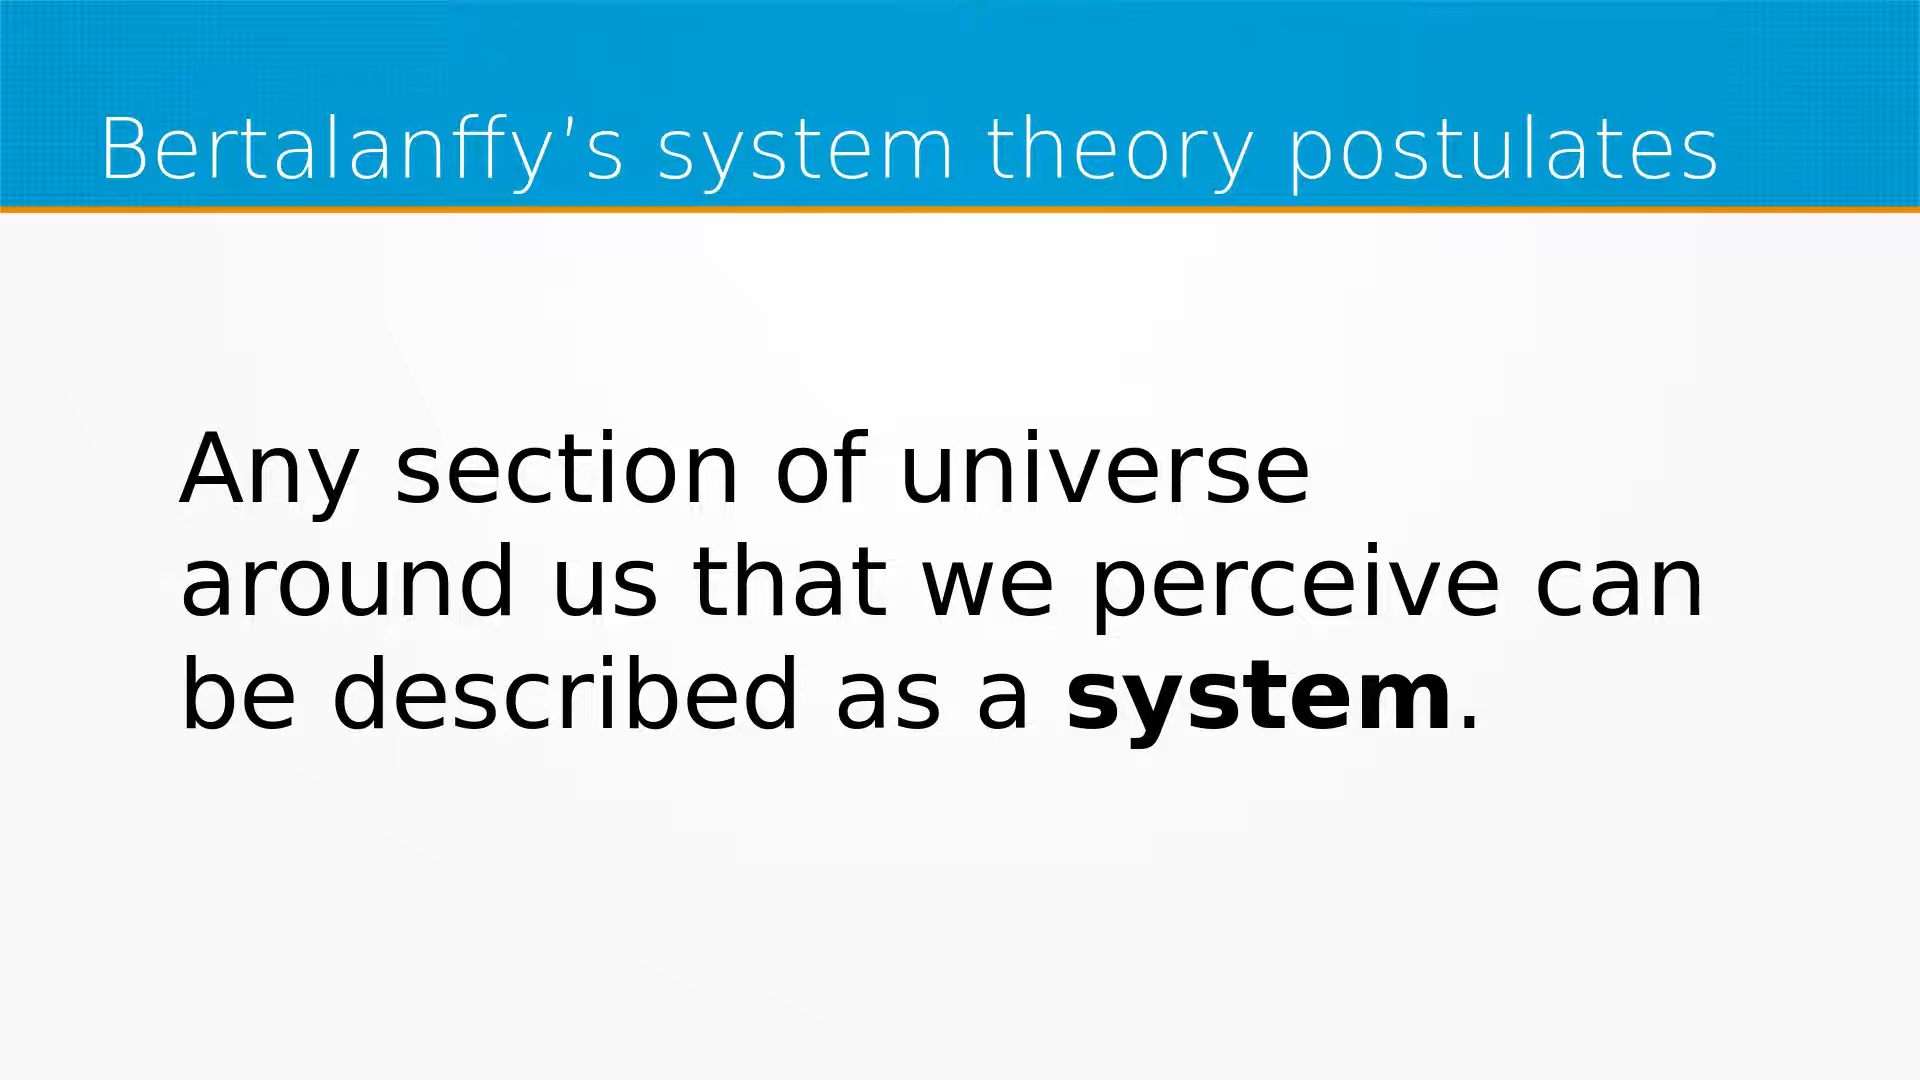 Bertalanffy’s system theory postulates
Any section of universe
around us that we perceive can
be described as a system.